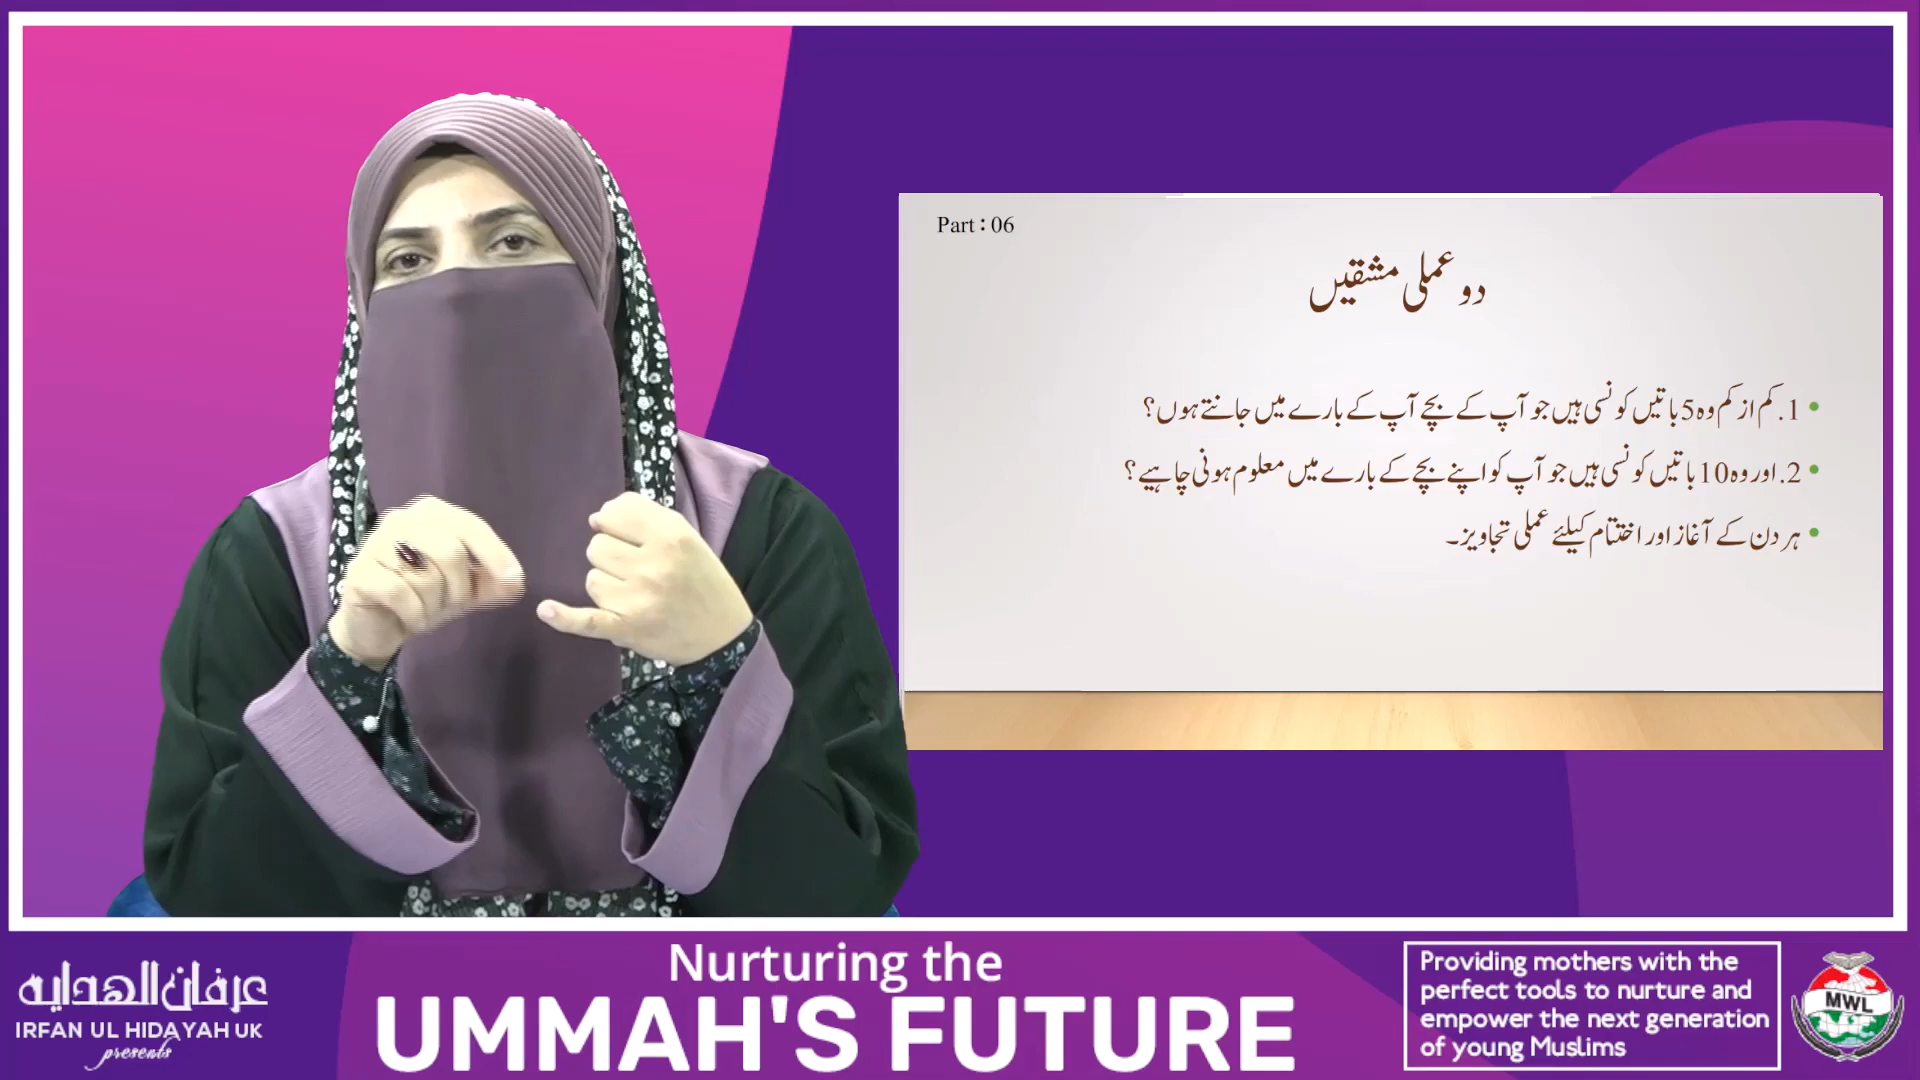 Part : 06
دو عملی مشقیں
1. کم از کم وہ 5 باتیں کونسی ہیں جو آپ کے بچے آپ کے بارے میں جانتے ہوں؟
2. اور وہ 10 باتیں کونسی ہیں جو آپ کو اپنے بچے کے بارے میں معلوم ہونی چاہیے؟
ہر دن کے آغاز اور اختتام کیلئے عملی تجاویز۔
عرفان الهدایه
IRFAN UL HIDAYAH UK
presents
Nurturing the
UMMAH'S FUTURE
Providing mothers with the
perfect tools to nurture and
empower the next generation
of young Muslims
MWL